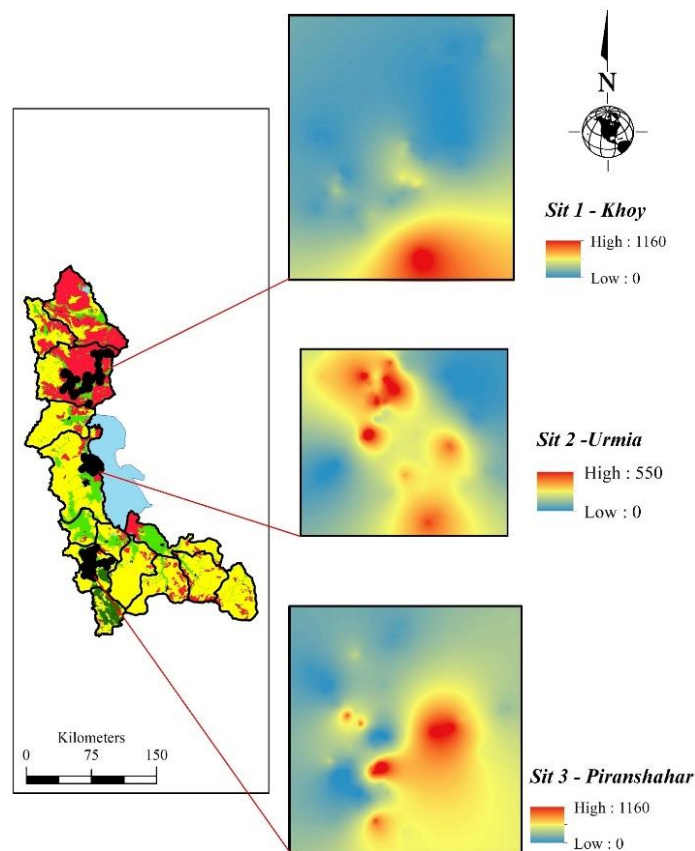 N
Sit 1 - Khoy
High : 1160
Low : 0
Sit 2 -Urmia
High : 550
Low : 0
Kilometers
0 75 150
Sit 3 - Piranshahar
High : 1160
Low : 0